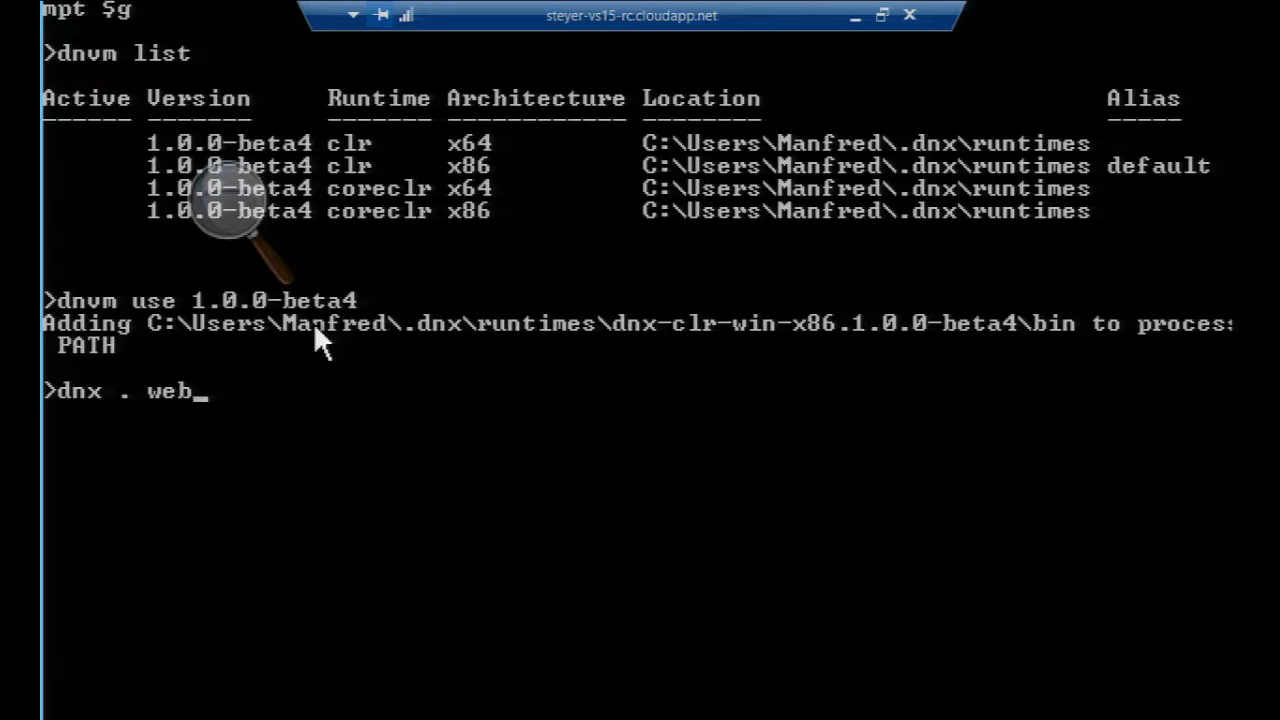 mpt $g
steyer-vs15-rc.cloudapp.net
>dnvm list
Active Version Runtime Architecture Location Alias
------ ------- ------- ------------ -------- -----
1.0.0-beta4 clr x64 C:\Users\Manfred\.dnx\runtimes
1.0.0-beta4 clr x86 C:\Users\Manfred\.dnx\runtimes default
1.0.0-beta4 coreclr x64 C:\Users\Manfred\.dnx\runtimes
1.0.0-beta4 coreclr x86 C:\Users\Manfred\.dnx\runtimes
>dnvm use 1.0.0-beta4
Adding C:\Users\Manfred\.dnx\runtimes\dnx-clr-win-x86.1.0.0-beta4\bin to process
PATH
>dnx . web_